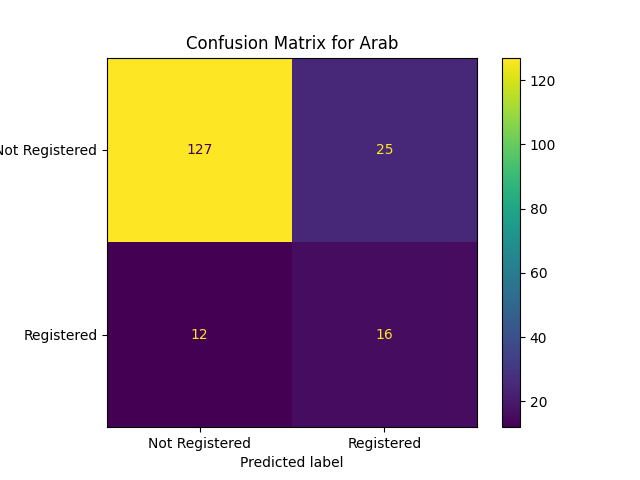 Confusion Matrix for Arab
Not Registered
127
25
Registered
12
16
Not Registered
Registered
Predicted label
120
100
80
60
40
20